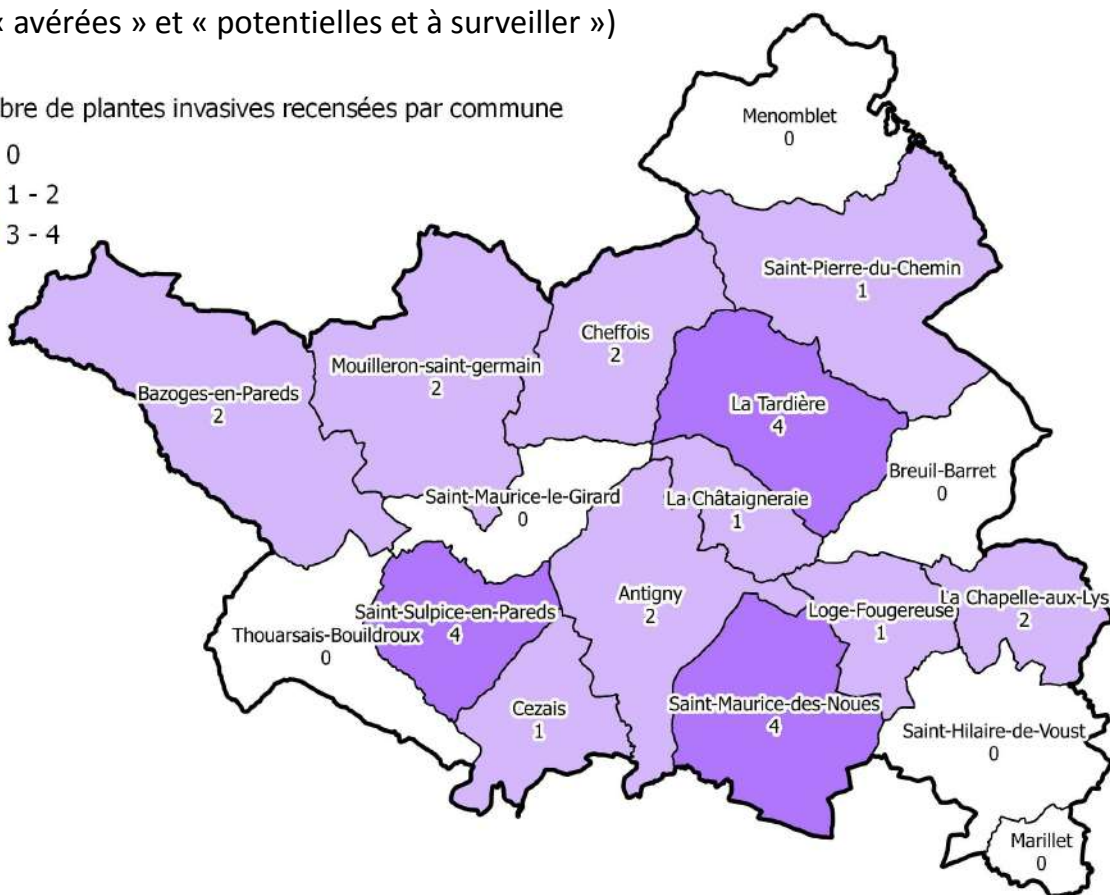 « avérées » et « potentielles et à surveiller »)
bre de plantes invasives recensées par commune
0
1 - 2
3 - 4
Menomblet
0
Saint-Pierre-du-Chemin
1
Cheffois
2
Mouilleron-saint-germain
2
Bazoges-en-Pareds
2
La Tardière
4
Breuil-Barret
0
Saint-Maurice-le-Girard
0
La Châtaigneraie
1
Antigny
2
Loge-Fougereuse
1
La Chapelle-aux-Lys
2
Saint-Sulpice-en-Pareds
4
Thouarsais-Bouildroux
0
Cezais
1
Saint-Maurice-des-Noues
4
Saint-Hilaire-de-Voust
0
Marillet
0